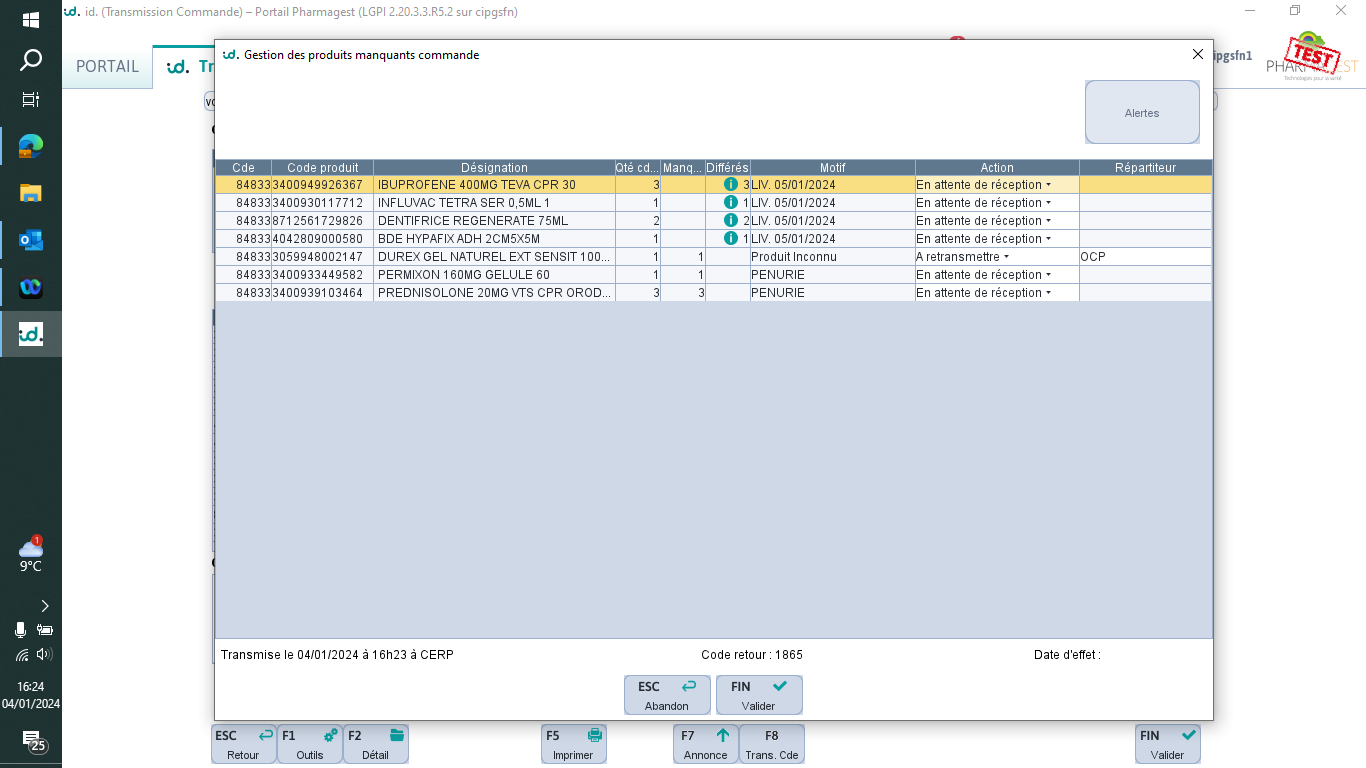 id. (Transmission Commande) – Portail Pharmagest (LGPI 2.20.3.3.R5.2 sur cipgsfn)
PORTAIL
id. Tr
id. Gestion des produits manquants commande
ipgsfn1
TEST
Technologies pour la santé
Alertes
Cde Code produit Désignation Qté cd... Manq... Différés Motif Action Répartiteur
84833 3400949926367 IBUPROFENE 400MG TEVA CPR 30 3 3 LIV. 05/01/2024 En attente de réception
84833 3400930117712 INFLUVAC TETRA SER 0,5ML 1 1 1 LIV. 05/01/2024 En attente de réception
84833 8712561729826 DENTIFRICE REGENERATE 75ML 2 2 LIV. 05/01/2024 En attente de réception
84833 4042809000580 BDE HYPAFIX ADH 2CM5X5M 1 1 LIV. 05/01/2024 En attente de réception
84833 3059948002147 DUREX GEL NATUREL EXT SENSIT 100... 1 1 Produit Inconnu A retransmettre OCP
84833 3400933449582 PERMIXON 160MG GELULE 60 1 1 PENURIE En attente de réception
84833 3400939103464 PREDNISOLONE 20MG VTS CPR OROD... 3 3 PENURIE En attente de réception
Transmise le 04/01/2024 à 16h23 à CERP Code retour : 1865 Date d'effet :
ESC Abandon
FIN Valider
ESC Retour
F1 Outils
F2 Détail
F5 Imprimer
F7 Annonce
F8 Trans. Cde
FIN Valider
id.
1
9°C
16:24
04/01/2024
25